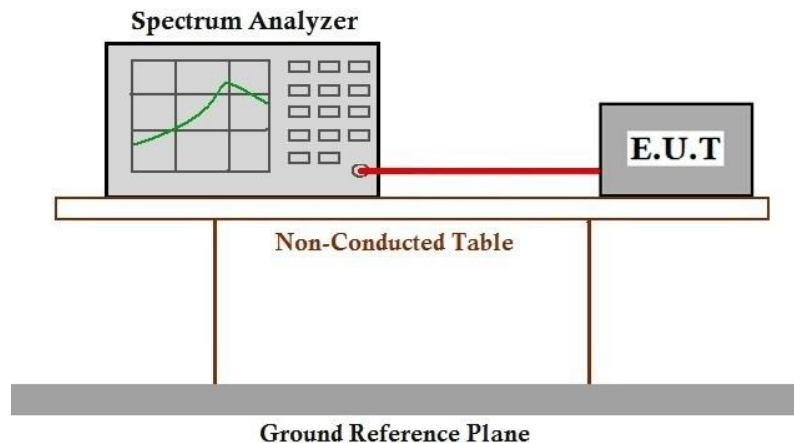 Spectrum Analyzer
E.U.T
Non-Conducted Table
Ground Reference Plane